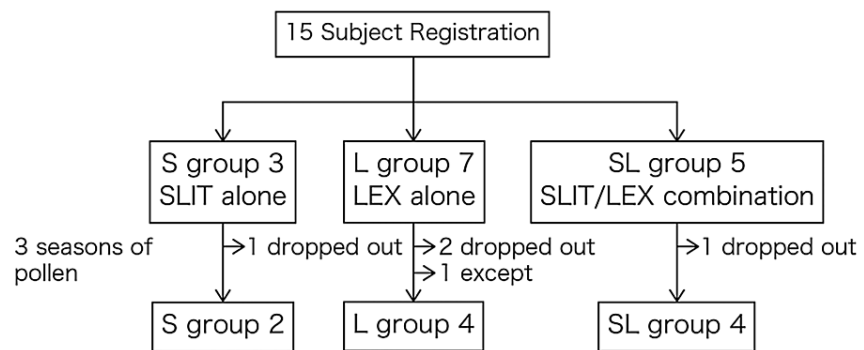 15 Subject Registration
S group 3
SLIT alone
L group 7
LEX alone
SL group 5
SLIT/LEX combination
3 seasons of
pollen
1 dropped out
2 dropped out
1 except
1 dropped out
S group 2
L group 4
SL group 4